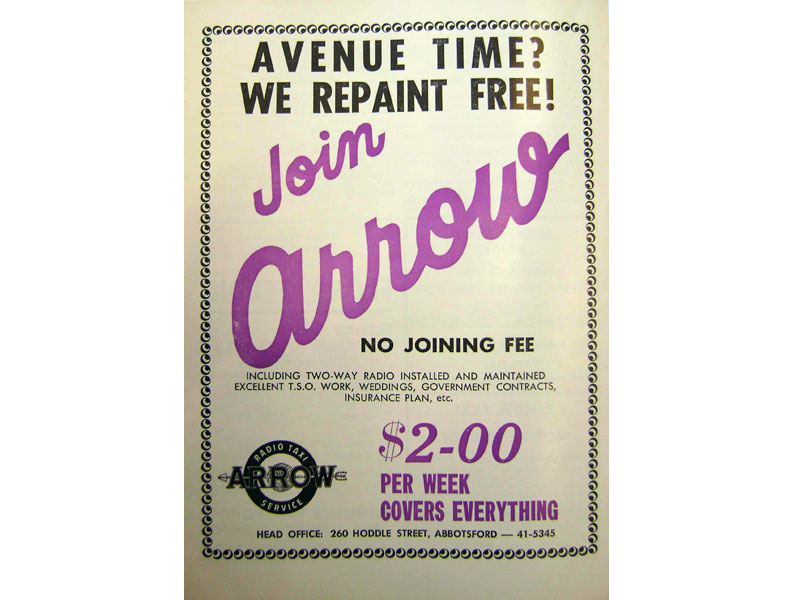 AVENUE TIME?
WE REPAINT FREE!
Join
arrow
NO JOINING FEE
INCLUDING TWO-WAY RADIO INSTALLED AND MAINTAINED
EXCELLENT T.S.O. WORK, WEDDINGS, GOVERNMENT CONTRACTS,
INSURANCE PLAN, etc.
$2-00
PER WEEK
COVERS EVERYTHING
RADIO TAXI
ARROW
SERVICE
HEAD OFFICE: 260 HODDLE STREET, ABBOTSFORD — 41-5345